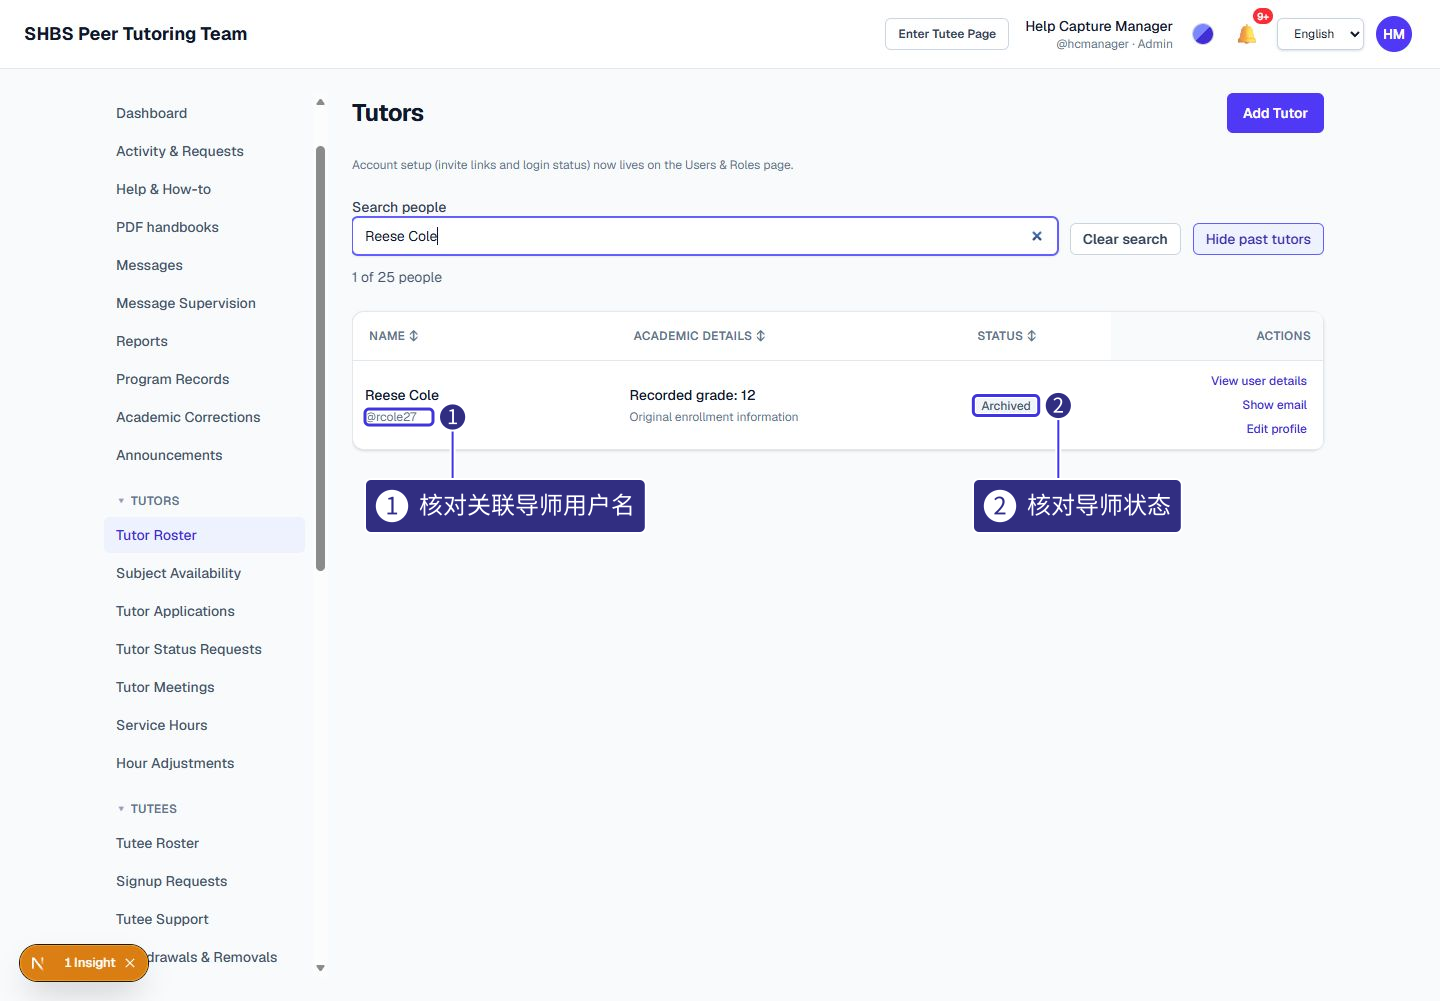 SHBS Peer Tutoring Team
Enter Tutee Page
Help Capture Manager
@hcmanager · Admin
9+
English
HM
Dashboard
Activity & Requests
Help & How-to
PDF handbooks
Messages
Message Supervision
Reports
Program Records
Academic Corrections
Announcements
TUTORS
Tutor Roster
Subject Availability
Tutor Applications
Tutor Status Requests
Tutor Meetings
Service Hours
Hour Adjustments
TUTEES
Tutee Roster
Signup Requests
Tutee Support
drawals & Removals
1 Insight
Tutors
Add Tutor
Account setup (invite links and login status) now lives on the Users & Roles page.
Search people
Reese Cole
Clear search
Hide past tutors
1 of 25 people
NAME ACADEMIC DETAILS STATUS ACTIONS
Reese Cole
@rcole27
1
Recorded grade: 12
Original enrollment information
Archived
2
View user details
Show email
Edit profile
1 核对关联导师用户名
2 核对导师状态